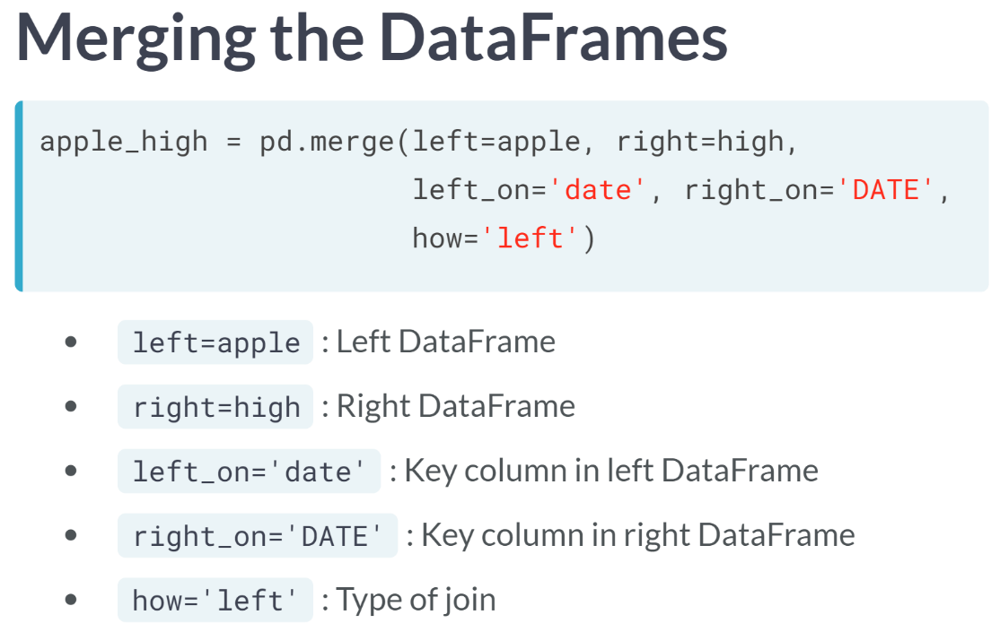 Merging the DataFrames
apple_high = pd.merge(left=apple, right=high,
left_on='date', right_on='DATE',
how='left')
• left=apple : Left DataFrame
• right=high : Right DataFrame
• left_on='date' : Key column in left DataFrame
• right_on='DATE' : Key column in right DataFrame
• how='left' : Type of join